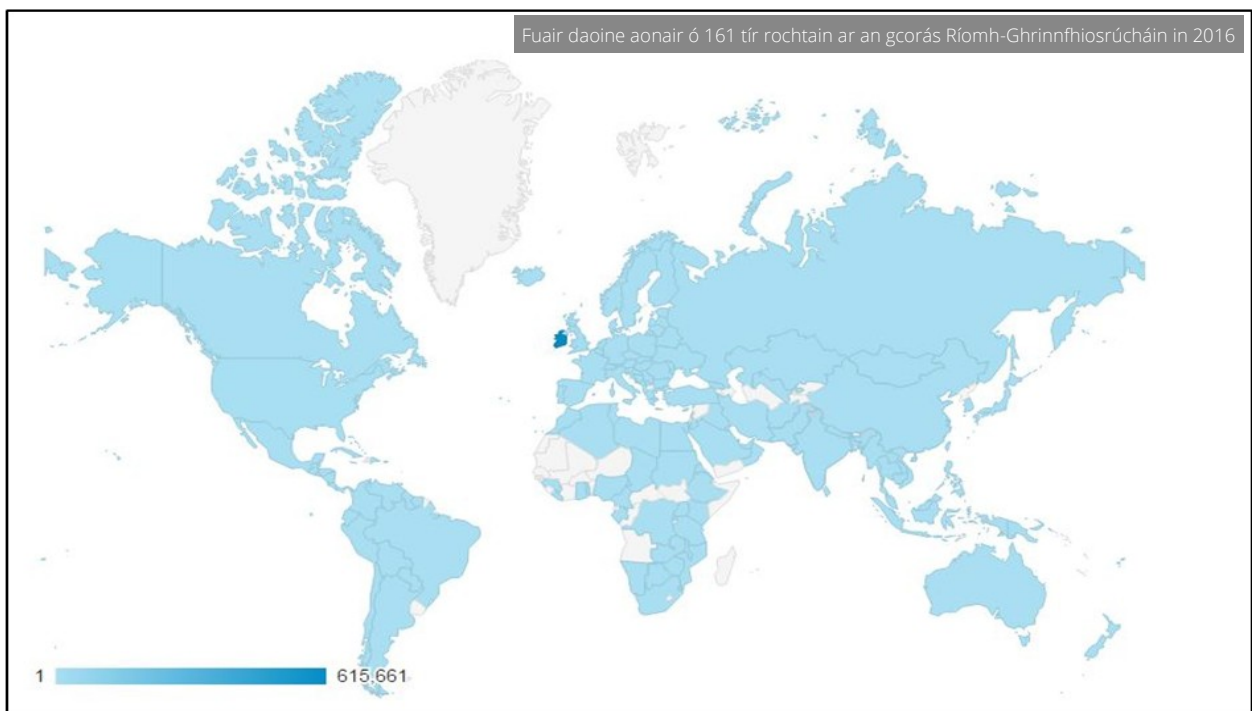 Fuair daoine aonair ó 161 tír rochtain ar an gcorás Ríomh-Ghrinnfhiosrúcháin in 2016
1
615,661